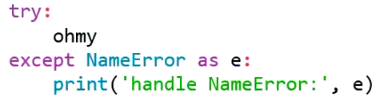 try:
    ohmy
except NameError as e:
    print('handle NameError:', e)